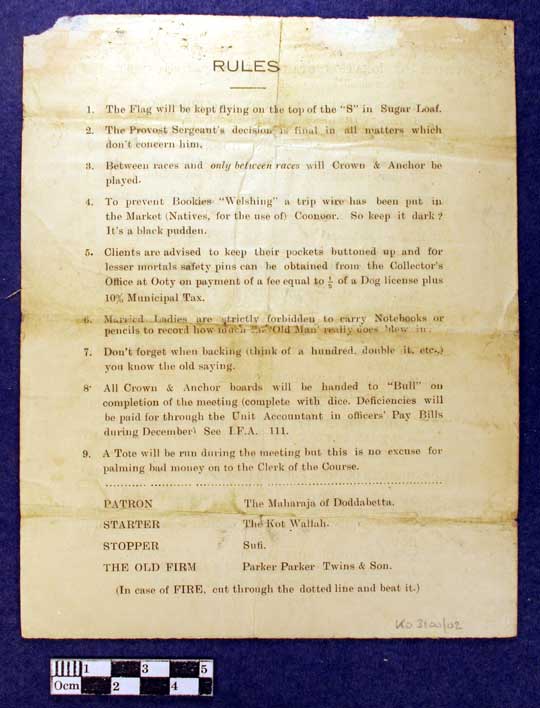 RULES
1. The Flag will be kept flying on the top of the "S" in Sugar Loaf.
2. The Provost Sergeant's decision is final in all matters which
don't concern him.
3. Between races and only between races will Crown & Anchor be
played.
4. To prevent Bookies "Welshing" a trip wire has been put in
the Market (Natives, for the use of) Coonoor. So keep it dark?
It's a black pudden.
5. Clients are advised to keep their pockets buttoned up and for
lesser mortals safety pins can be obtained from the Collector's
Office at Ooty on payment of a fee equal to ½ of a Dog license plus
10% Municipal Tax.
6. Married Ladies are strictly forbidden to carry Notebooks or
pencils to record how much the 'Old Man' really does 'blow in'.
7. Don't forget when backing (think of a hundred, double it, etc.,)
you know the old saying.
8. All Crown & Anchor boards will be handed to "Bull" on
completion of the meeting (complete with dice. Deficiencies will
be paid for through the Unit Accountant in officers' Pay Bills
during December) See I.F.A. 111.
9. A Tote will be run during the meeting but this is no excuse for
palming bad money on to the Clerk of the Course.
PATRON The Maharaja of Doddabetta.
STARTER The Kot Wallah.
STOPPER Sufi.
THE OLD FIRM Parker Parker Twins & Son.
(In case of FIRE, cut through the dotted line and beat it.)
KO 3100/02
1 3 5
0cm 2 4